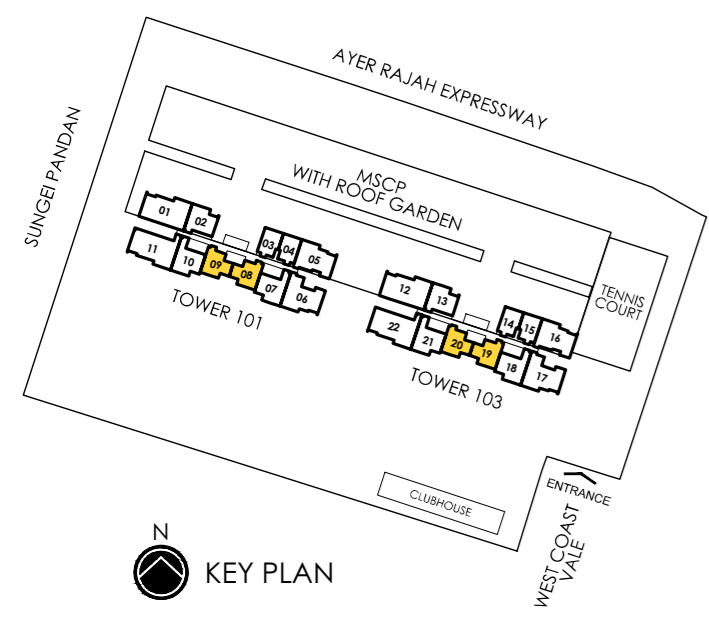 AYER RAJAH EXPRESSWAY
SUNGEI PANDAN
MSCP
WITH ROOF GARDEN
01
02
03
04
05
11
10
09
08
07
06
TOWER 101
TENNIS
COURT
12
13
14
15
16
22
21
20
19
18
17
TOWER 103
CLUBHOUSE
ENTRANCE
WEST COAST
VALE
N
KEY PLAN